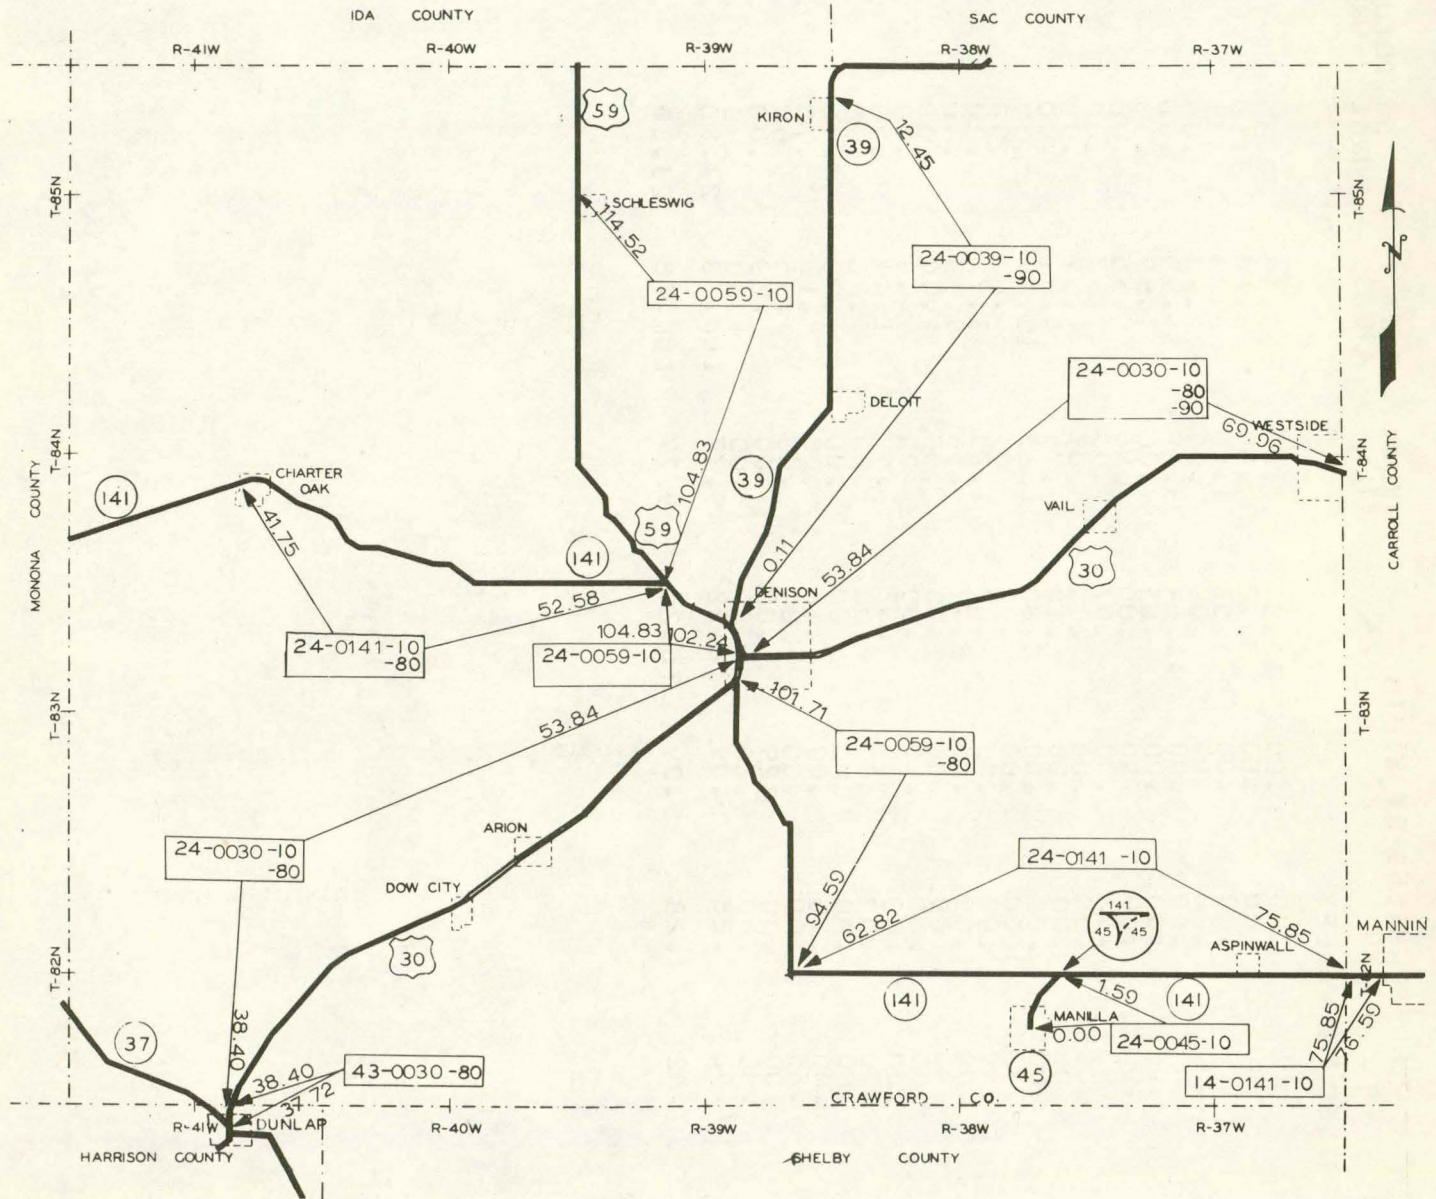 IDA COUNTY
SAC COUNTY
R-41W
R-40W
R-39W
R-38W
R-37W
59
KIRON
39
12.45
T-85N
T-85N
SCHLESWIG
114.52
24-0059-10
24-0039-10
-90
24-0030-10
-80
-90
DELOIT
WESTSIDE
69.96
MONONA COUNTY
T-84N
T-84N
CARROLL COUNTY
CHARTER
OAK
141
41.75
104.83
39
59
VAIL
30
141
0.11
53.84
DENISON
52.58
24-0141-10
-80
104.83
102.24
24-0059-10
T-83N
T-83N
53.84
101.71
24-0059-10
-80
24-0030-10
-80
ARION
DOW CITY
30
24-0141 -10
94.59
62.82
141
45
45
75.85
ASPINWALL
MANNIN
T-82N
T-82N
141
1.59
141
MANILLA
0.00
24-0045-10
45
75.85
76.59
14-0141-10
37
38.40
38.40
37.72
43-0030-80
CRAWFORD CO.
R-41W
DUNLAP
R-40W
R-39W
R-38W
R-37W
HARRISON COUNTY
SHELBY COUNTY